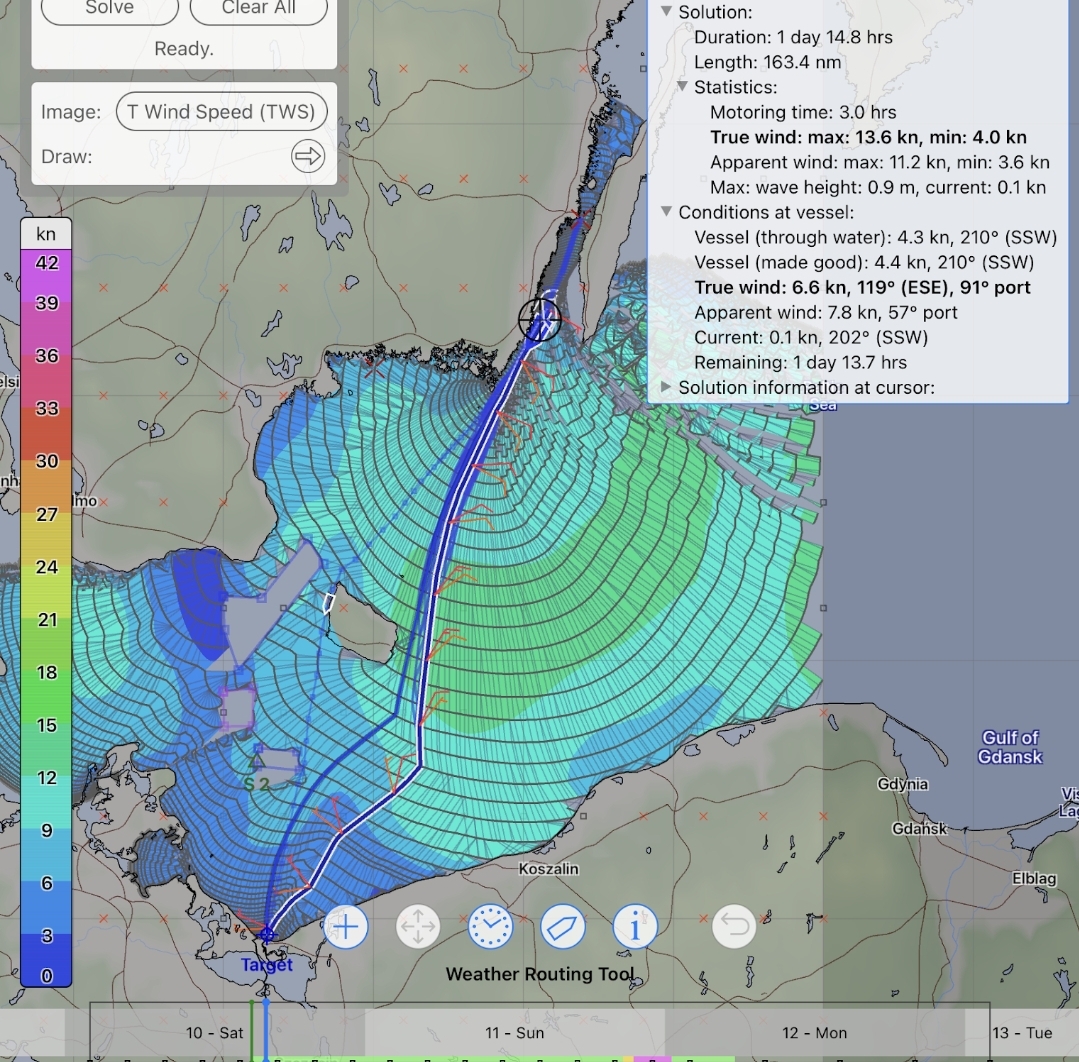 Solve
Clear All
Ready.
Image:
T Wind Speed (TWS)
Draw:
Solution:
Duration: 1 day 14.8 hrs
Length: 163.4 nm
Statistics:
Motoring time: 3.0 hrs
True wind: max: 13.6 kn, min: 4.0 kn
Apparent wind: max: 11.2 kn, min: 3.6 kn
Max: wave height: 0.9 m, current: 0.1 kn
Conditions at vessel:
Vessel (through water): 4.3 kn, 210° (SSW)
Vessel (made good): 4.4 kn, 210° (SSW)
True wind: 6.6 kn, 119° (ESE), 91° port
Apparent wind: 7.8 kn, 57° port
Current: 0.1 kn, 202° (SSW)
Remaining: 1 day 13.7 hrs
Solution information at cursor:
Sea
kn
42
39
36
33
30
27
24
21
18
15
12
9
6
3
0
elsi
nha
lmo
S 2
Gulf of
Gdansk
Gdynia
Gdańsk
Vis
Lag
Elblag
Koszalin
Target
Weather Routing Tool
10 - Sat
11 - Sun
12 - Mon
13 - Tue